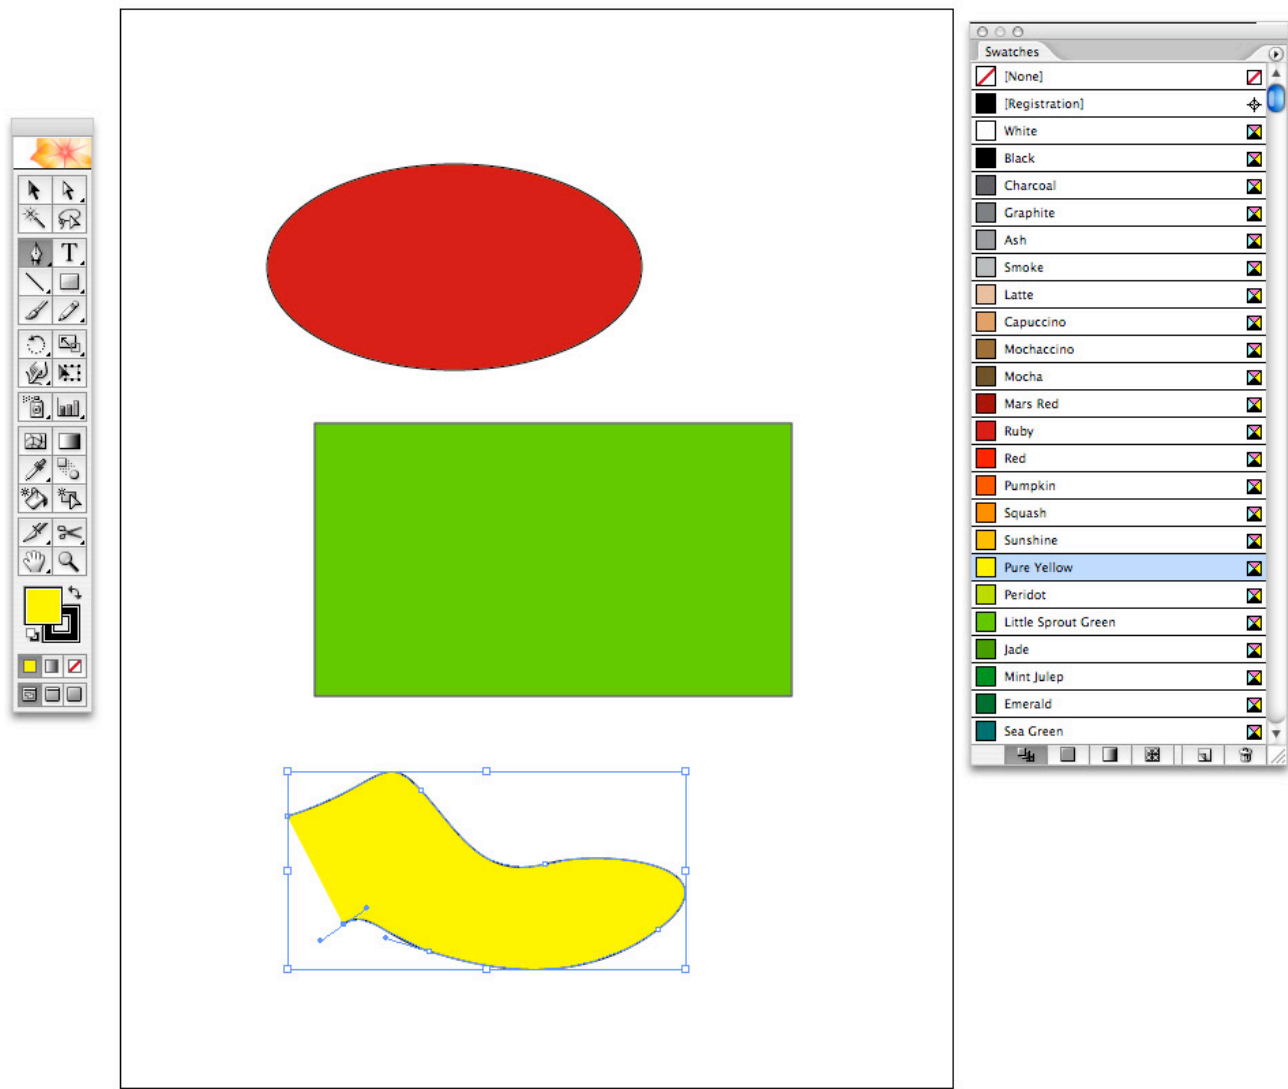 Swatches
[None]
[Registration]
White
Black
Charcoal
Graphite
Ash
Smoke
Latte
Capuccino
Mochaccino
Mocha
Mars Red
Ruby
Red
Pumpkin
Squash
Sunshine
Pure Yellow
Peridot
Little Sprout Green
Jade
Mint Julep
Emerald
Sea Green
T